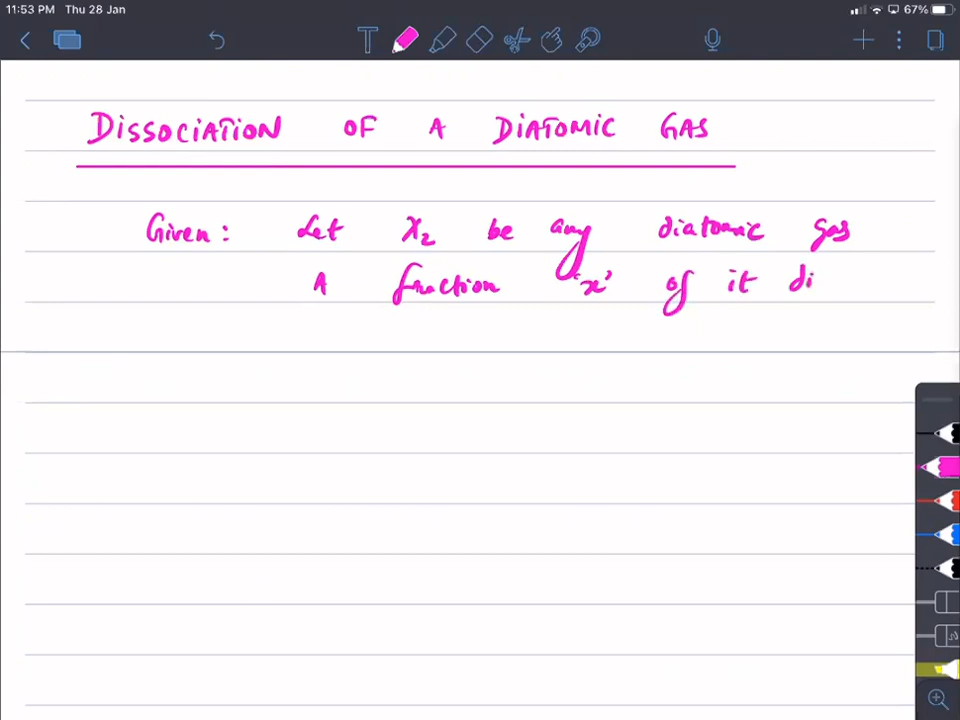 11:53 PM Thu 28 Jan 67%
DISSOCIATION OF A DIATOMIC GAS
Given: Let X₂ be any diatomic gas
A fraction 'x' of it di